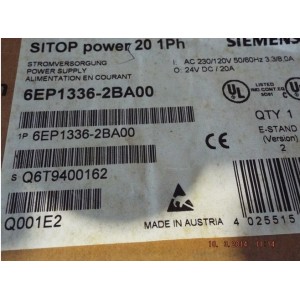 SITOP power 20 1Ph SIEMENS
STROMVERSORGUNG
POWER SUPPLY
ALIMENTATION EN COURANT
I: AC 230/120V 50/60Hz 3.3/8.0A
O: 24V DC / 20A
6EP1336-2BA00
UL LISTED
QTY 1
1P 6EP1336-2BA00
E-STAND
(Version)
2
S Q6T9400162
Q001E2
MADE IN AUSTRIA
4 025515